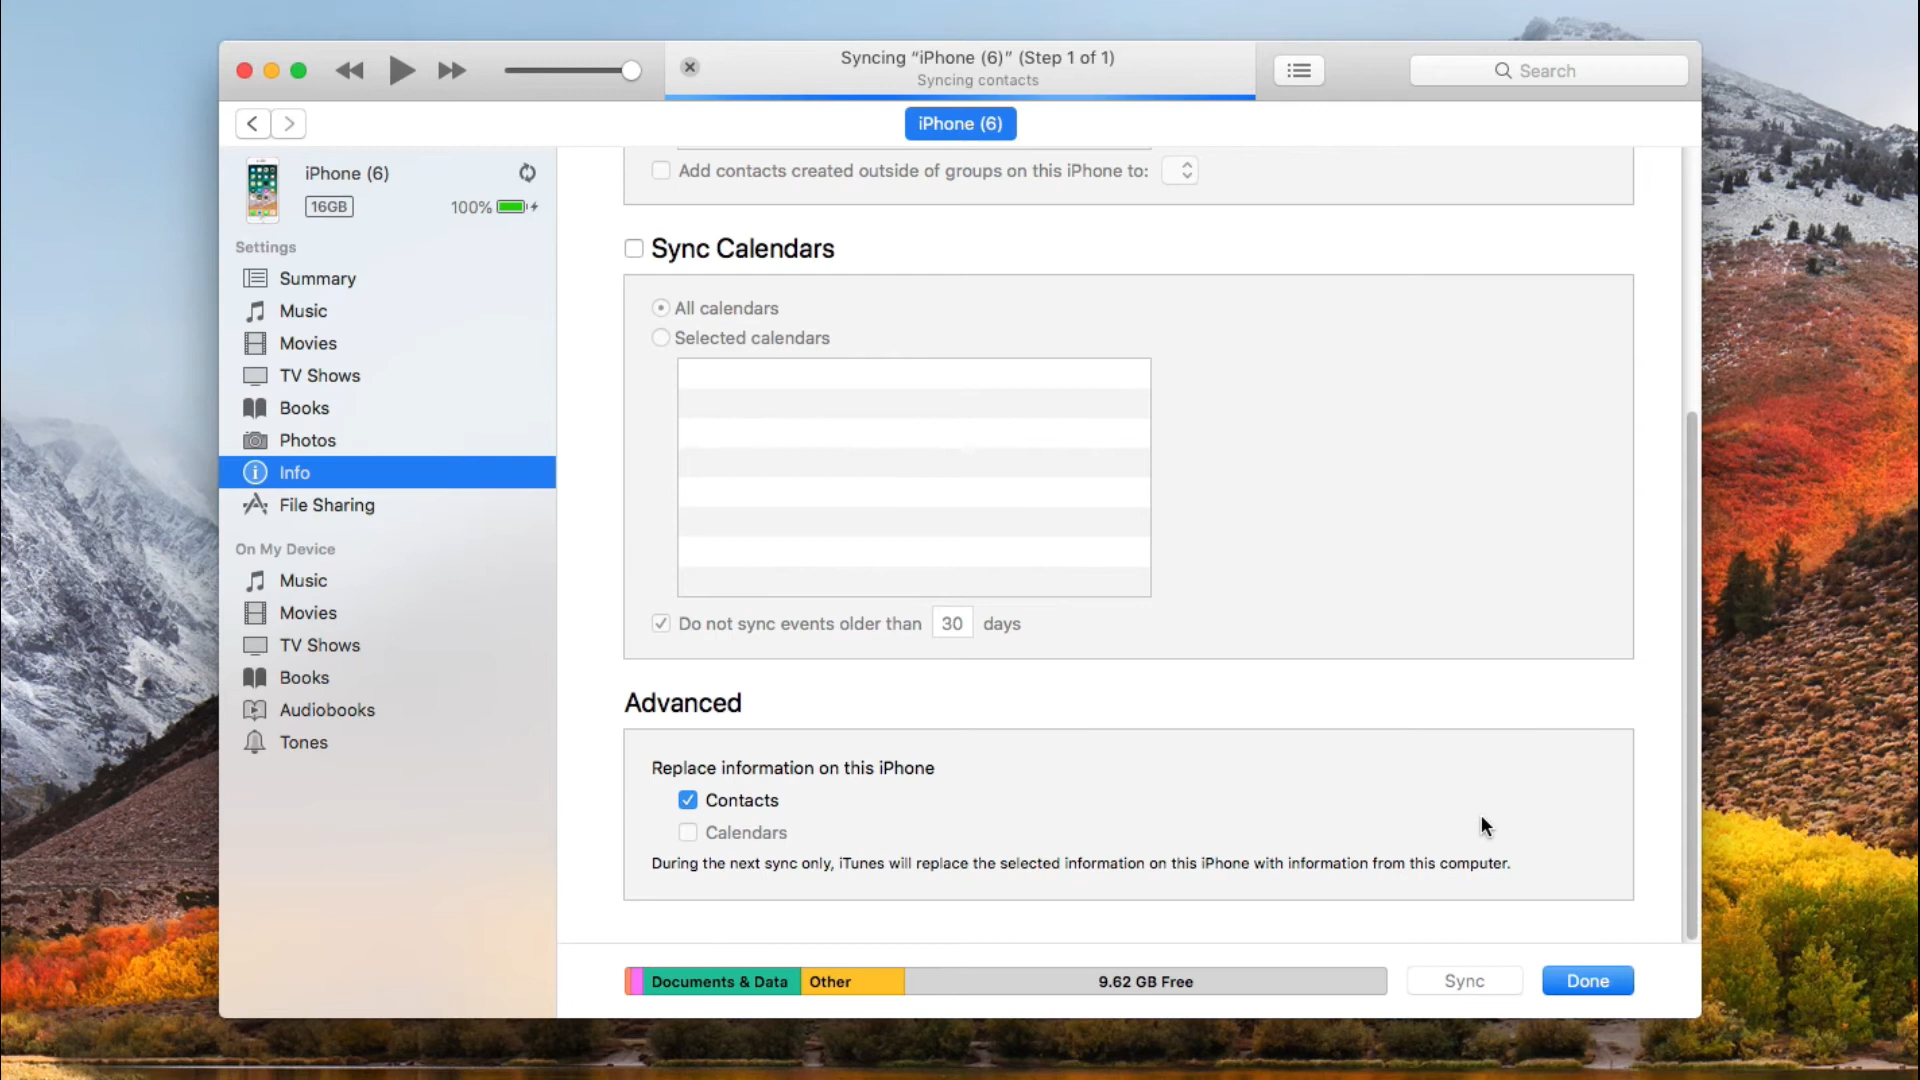 Syncing “iPhone (6)” (Step 1 of 1)
Syncing contacts
Search
iPhone (6)
iPhone (6)
16GB
100%
Settings
Summary
Music
Movies
TV Shows
Books
Photos
Info
File Sharing
On My Device
Music
Movies
TV Shows
Books
Audiobooks
Tones
Add contacts created outside of groups on this iPhone to:
Sync Calendars
All calendars
Selected calendars
Do not sync events older than 30 days
Advanced
Replace information on this iPhone
Contacts
Calendars
During the next sync only, iTunes will replace the selected information on this iPhone with information from this computer.
Documents & Data Other 9.62 GB Free
Sync
Done